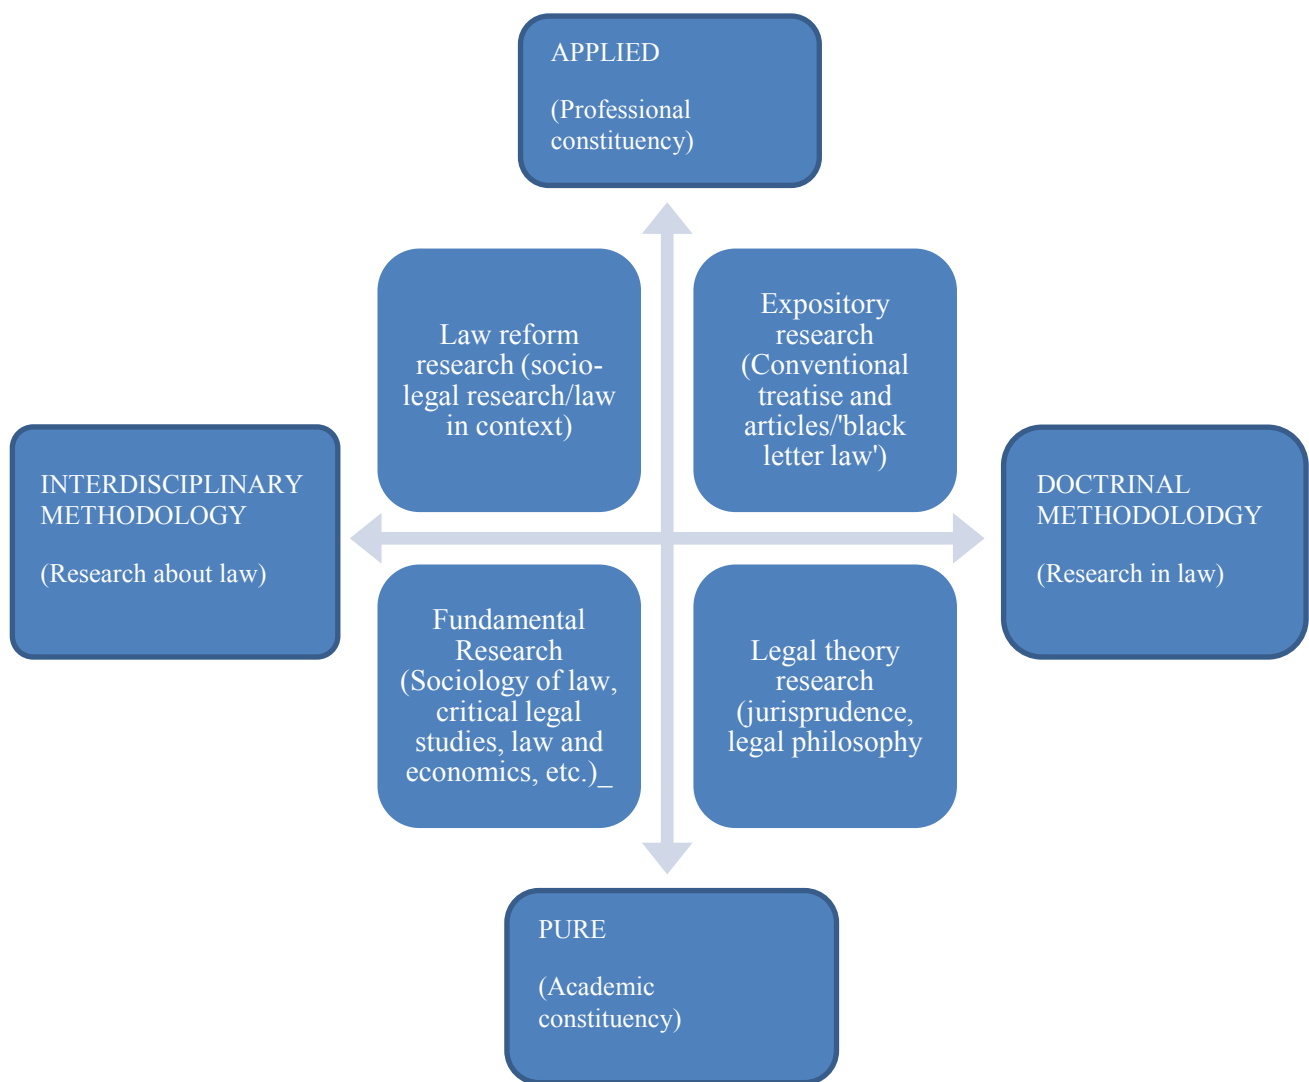 APPLIED
(Professional
constituency)
Law reform
research (socio-
legal research/law
in context)
Expository
research
(Conventional
treatise and
articles/'black
letter law')
INTERDISCIPLINARY
METHODOLOGY
(Research about law)
DOCTRINAL
METHODOLODGY
(Research in law)
Fundamental
Research
(Sociology of law,
critical legal
studies, law and
economics, etc.)_
Legal theory
research
(jurisprudence,
legal philosophy
PURE
(Academic
constituency)